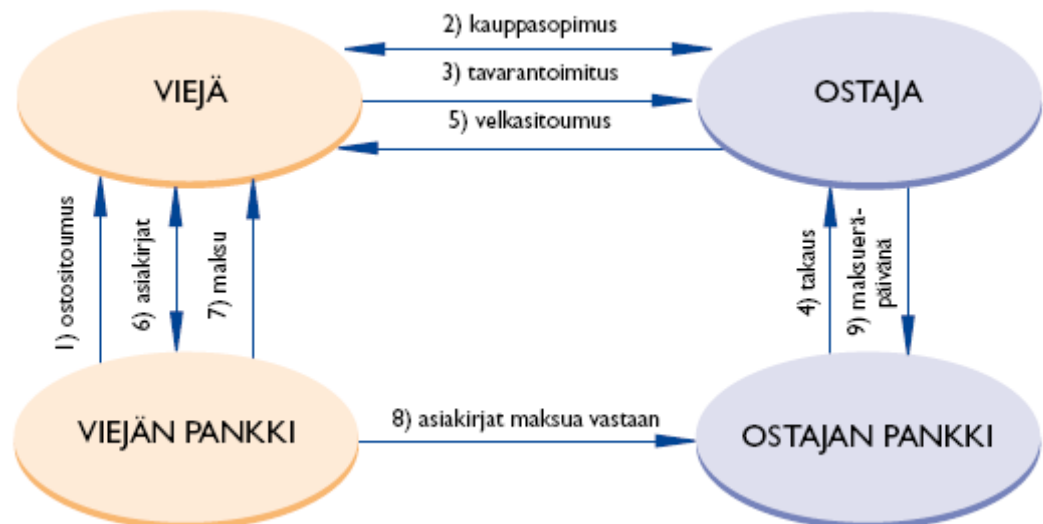 2) kauppasopimus
VIEJÄ
3) tavarantoimitus
OSTAJA
5) velkasitoumus
1) ostositoumus
6) asiakirjat
7) maksu
4) takaus
9) maksuerä-
päivänä
VIEJÄN PANKKI
8) asiakirjat maksua vastaan
OSTAJAN PANKKI